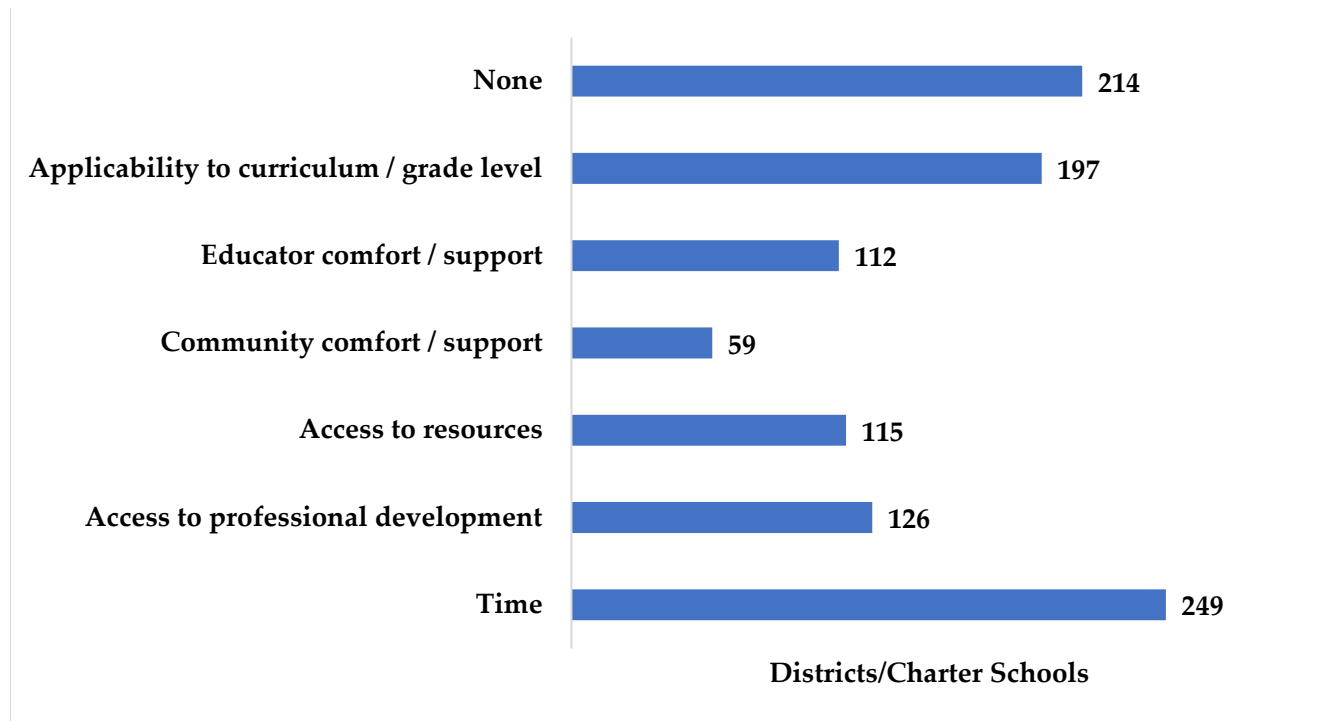 None 214
Applicability to curriculum / grade level 197
Educator comfort / support 112
Community comfort / support 59
Access to resources 115
Access to professional development 126
Time 249
Districts/Charter Schools